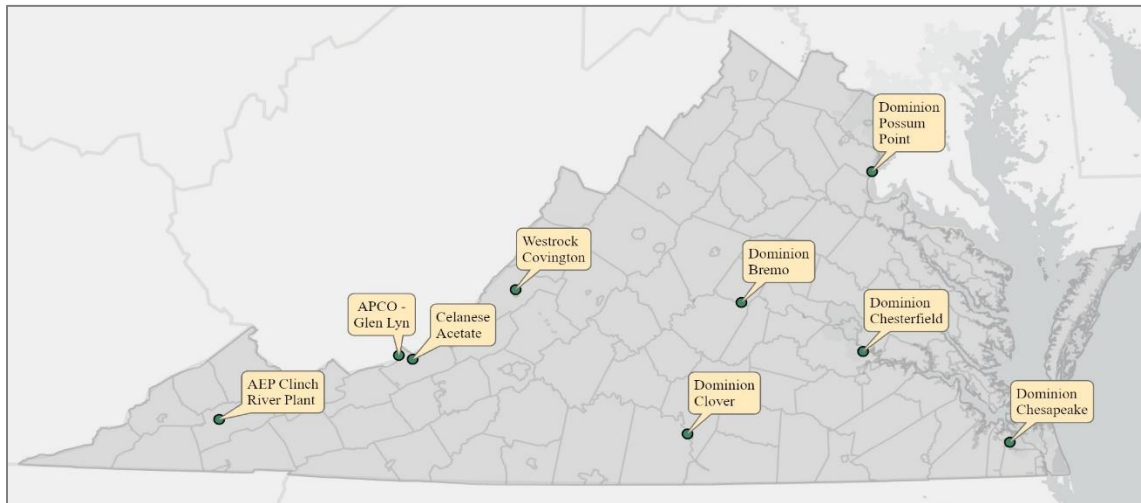 Dominion
Possum
Point
Westrock
Covington
Dominion
Bremo
APCO -
Glen Lyn
Celanese
Acetate
Dominion
Chesterfield
AEP Clinch
River Plant
Dominion
Clover
Dominion
Chesapeake